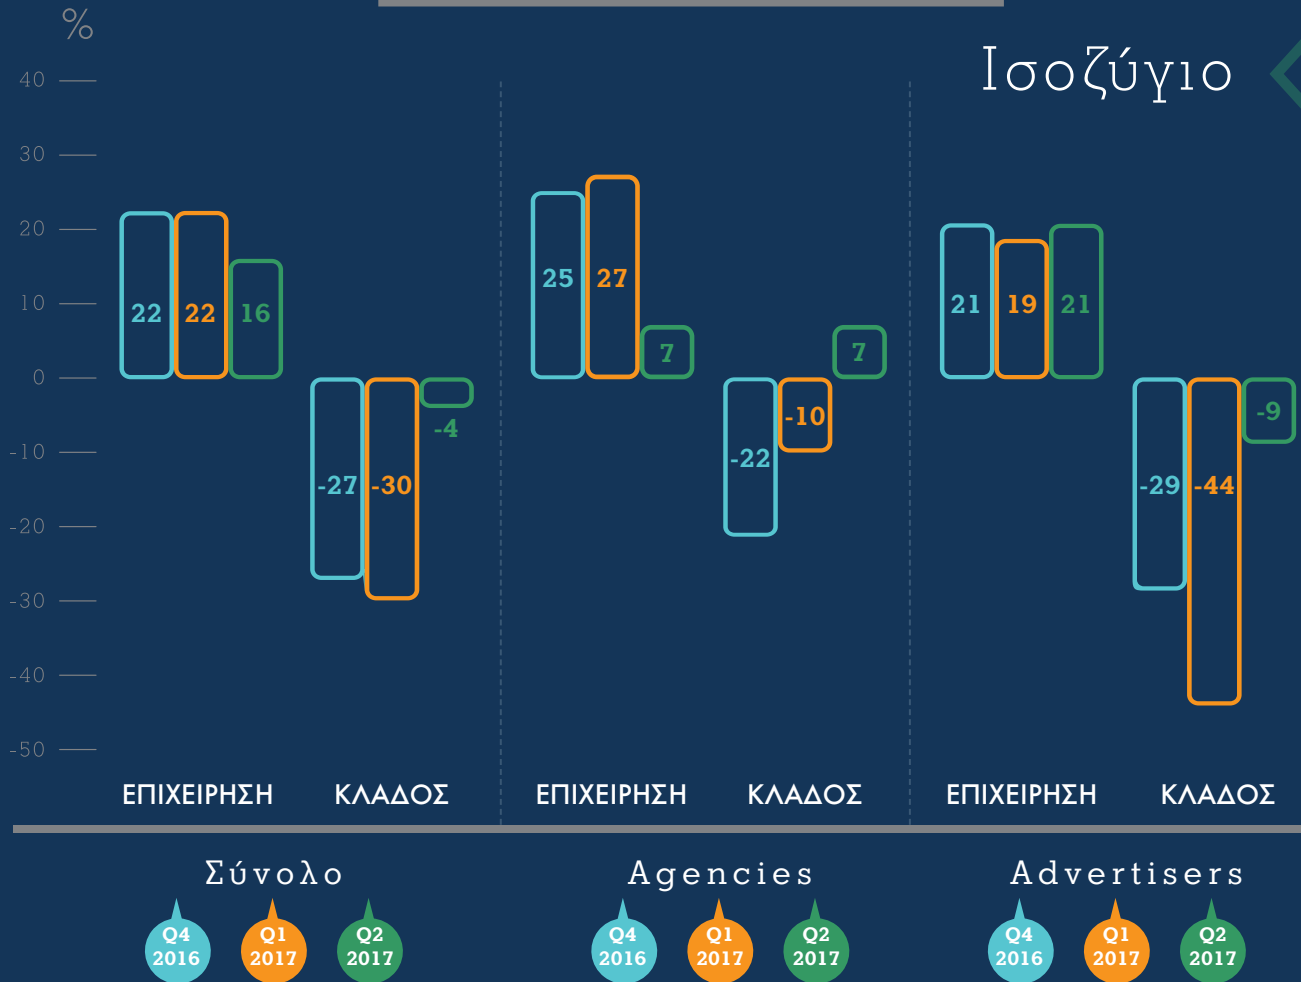 %
Ισοζύγιο
40
30
20
10
0
-10
-20
-30
-40
-50
22 22 16
-27 -30 -4
25 27 7
-22 -10 7
21 19 21
-29 -44 -9
ΕΠΙΧΕΙΡΗΣΗ ΚΛΑΔΟΣ ΕΠΙΧΕΙΡΗΣΗ ΚΛΑΔΟΣ ΕΠΙΧΕΙΡΗΣΗ ΚΛΑΔΟΣ
Σύνολο Agencies Advertisers
Q4 Q1 Q2 Q4 Q1 Q2 Q4 Q1 Q2
2016 2017 2017 2016 2017 2017 2016 2017 2017